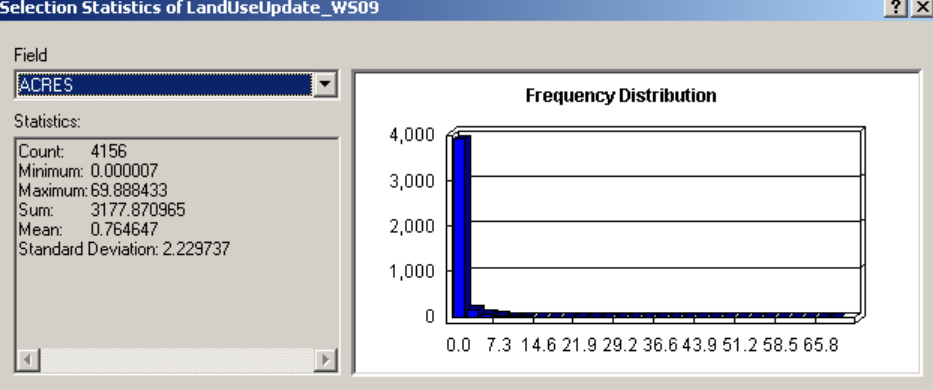 Selection Statistics of LandUseUpdate_WS09
Field
ACRES
Statistics:
Count: 4156
Minimum: 0.000007
Maximum: 69.888433
Sum: 3177.870965
Mean: 0.764647
Standard Deviation: 2.229737
Frequency Distribution
4,000
3,000
2,000
1,000
0
0.0 7.3 14.6 21.9 29.2 36.6 43.9 51.2 58.5 65.8